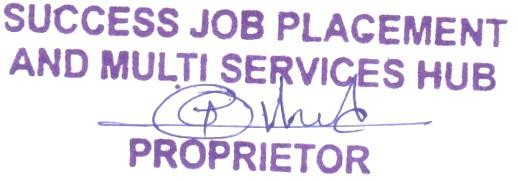 SUCCESS JOB PLACEMENT
AND MULTI SERVICES HUB
PROPRIETOR